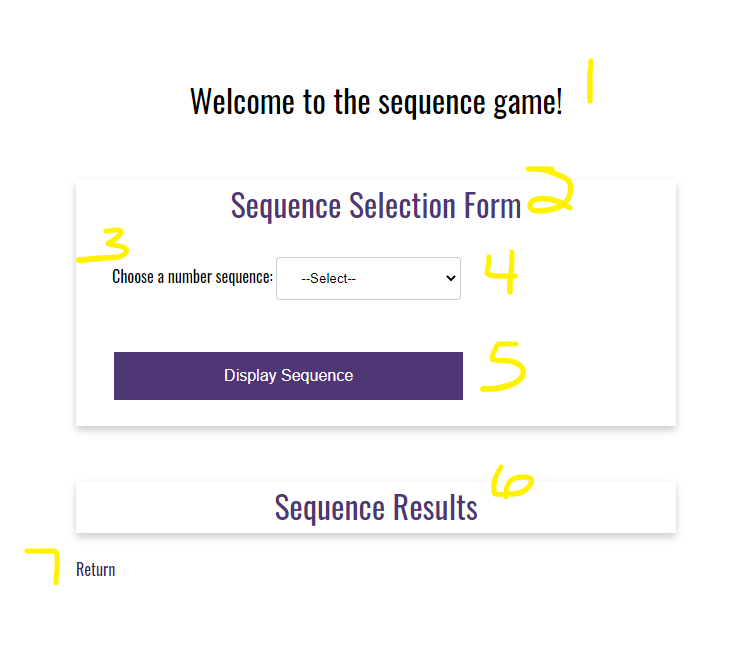 Welcome to the sequence game! 1
Sequence Selection Form 2
3
Choose a number sequence: --Select-- 4
Display Sequence 5
Sequence Results 6
7 Return